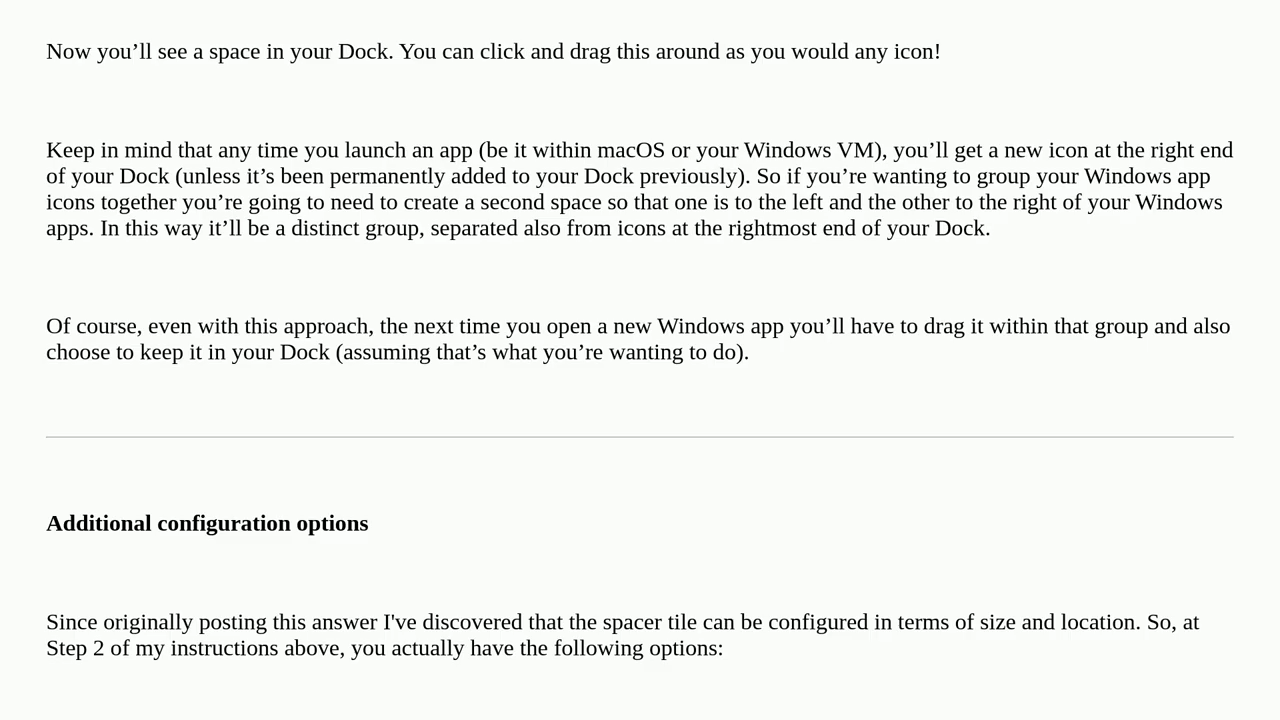 Now you’ll see a space in your Dock. You can click and drag this around as you would any icon!
Keep in mind that any time you launch an app (be it within macOS or your Windows VM), you’ll get a new icon at the right end
of your Dock (unless it’s been permanently added to your Dock previously). So if you’re wanting to group your Windows app
icons together you’re going to need to create a second space so that one is to the left and the other to the right of your Windows
apps. In this way it’ll be a distinct group, separated also from icons at the rightmost end of your Dock.
Of course, even with this approach, the next time you open a new Windows app you’ll have to drag it within that group and also
choose to keep it in your Dock (assuming that’s what you’re wanting to do).
Additional configuration options
Since originally posting this answer I've discovered that the spacer tile can be configured in terms of size and location. So, at
Step 2 of my instructions above, you actually have the following options: